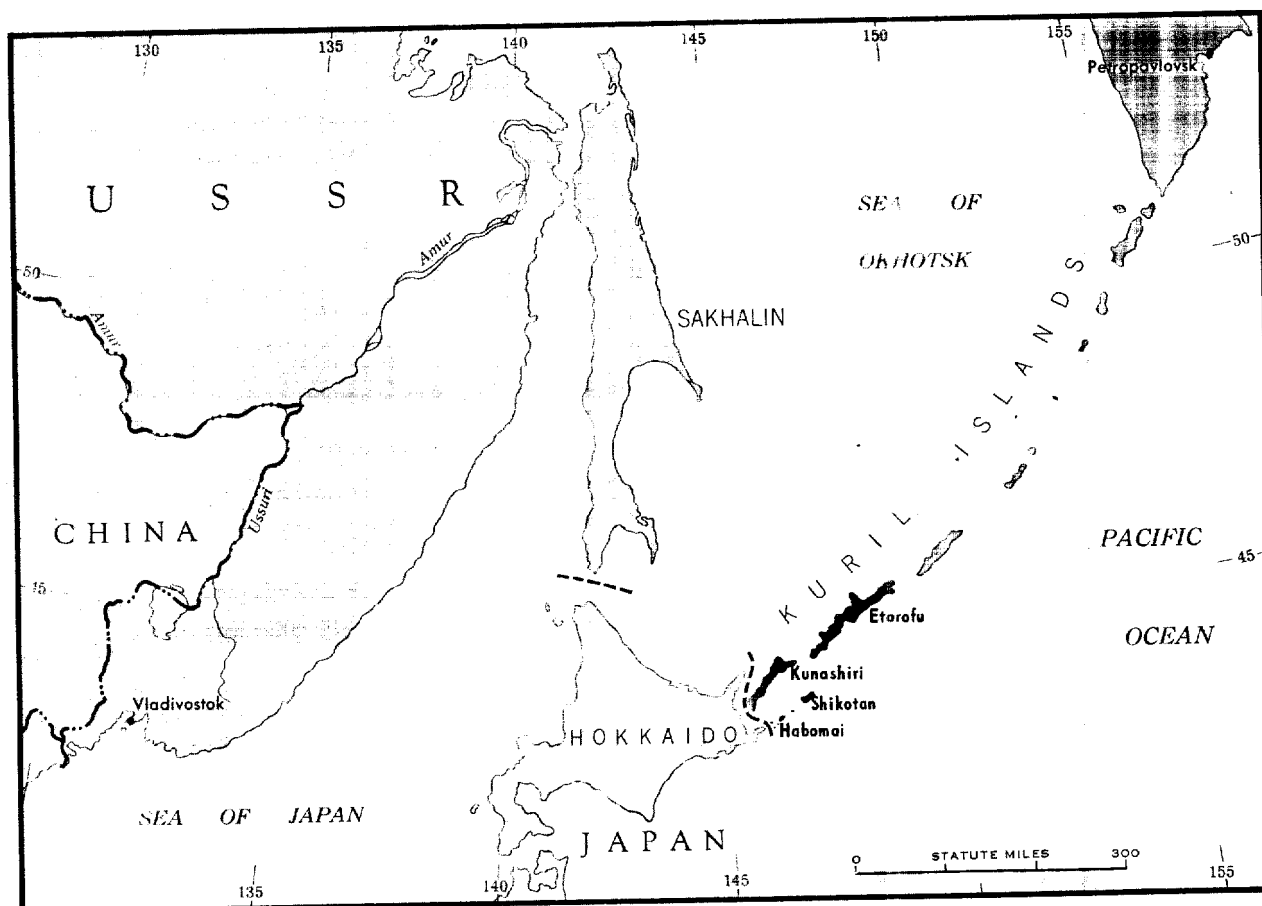 130
135
140
145
150
155
Petropavlovsk
U S S R
SEA OF
OKHOTSK
50
50
Amur
Amur
SAKHALIN
KURIL ISLANDS
Ussuri
CHINA
PACIFIC
OCEAN
45
45
Etorofu
Kunashiri
Shikotan
Habomai
Vladivostok
HOKKAIDO
SEA OF JAPAN
JAPAN
0 STATUTE MILES 300
135
140
145
155